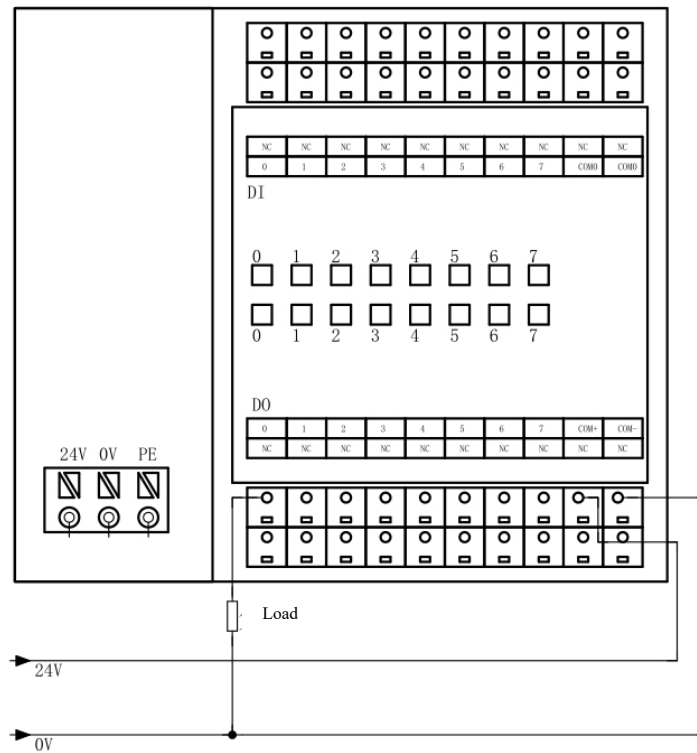 NC NC NC NC NC NC NC NC NC NC
0 1 2 3 4 5 6 7 COM0 COM0
DI
0 1 2 3 4 5 6 7
0 1 2 3 4 5 6 7
DO
0 1 2 3 4 5 6 7 COM+ COM-
NC NC NC NC NC NC NC NC NC NC
24V 0V PE
Load
24V
0V